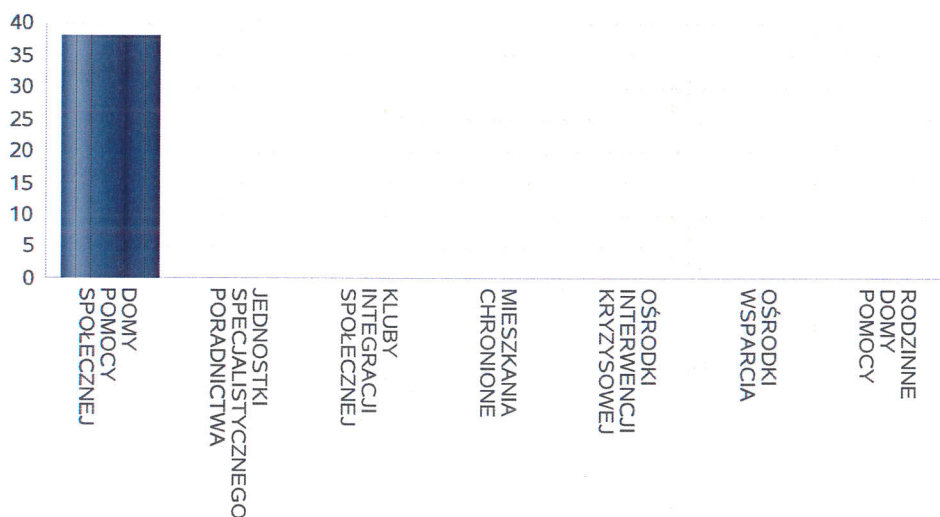 40
35
30
25
20
15
10
5
0
DOMY
POMOCY
SPOŁECZNEJ
JEDNOSTKI
SPECJALISTYCZNEGO
PORADNICTWA
KLUBY
INTEGRACJI
SPOŁECZNEJ
MIESZKANIA
CHRONIONE
OŚRODKI
INTERWENCJI
KRYZYSOWEJ
OŚRODKI
WSPARCIA
RODZINNE
DOMY
POMOCY